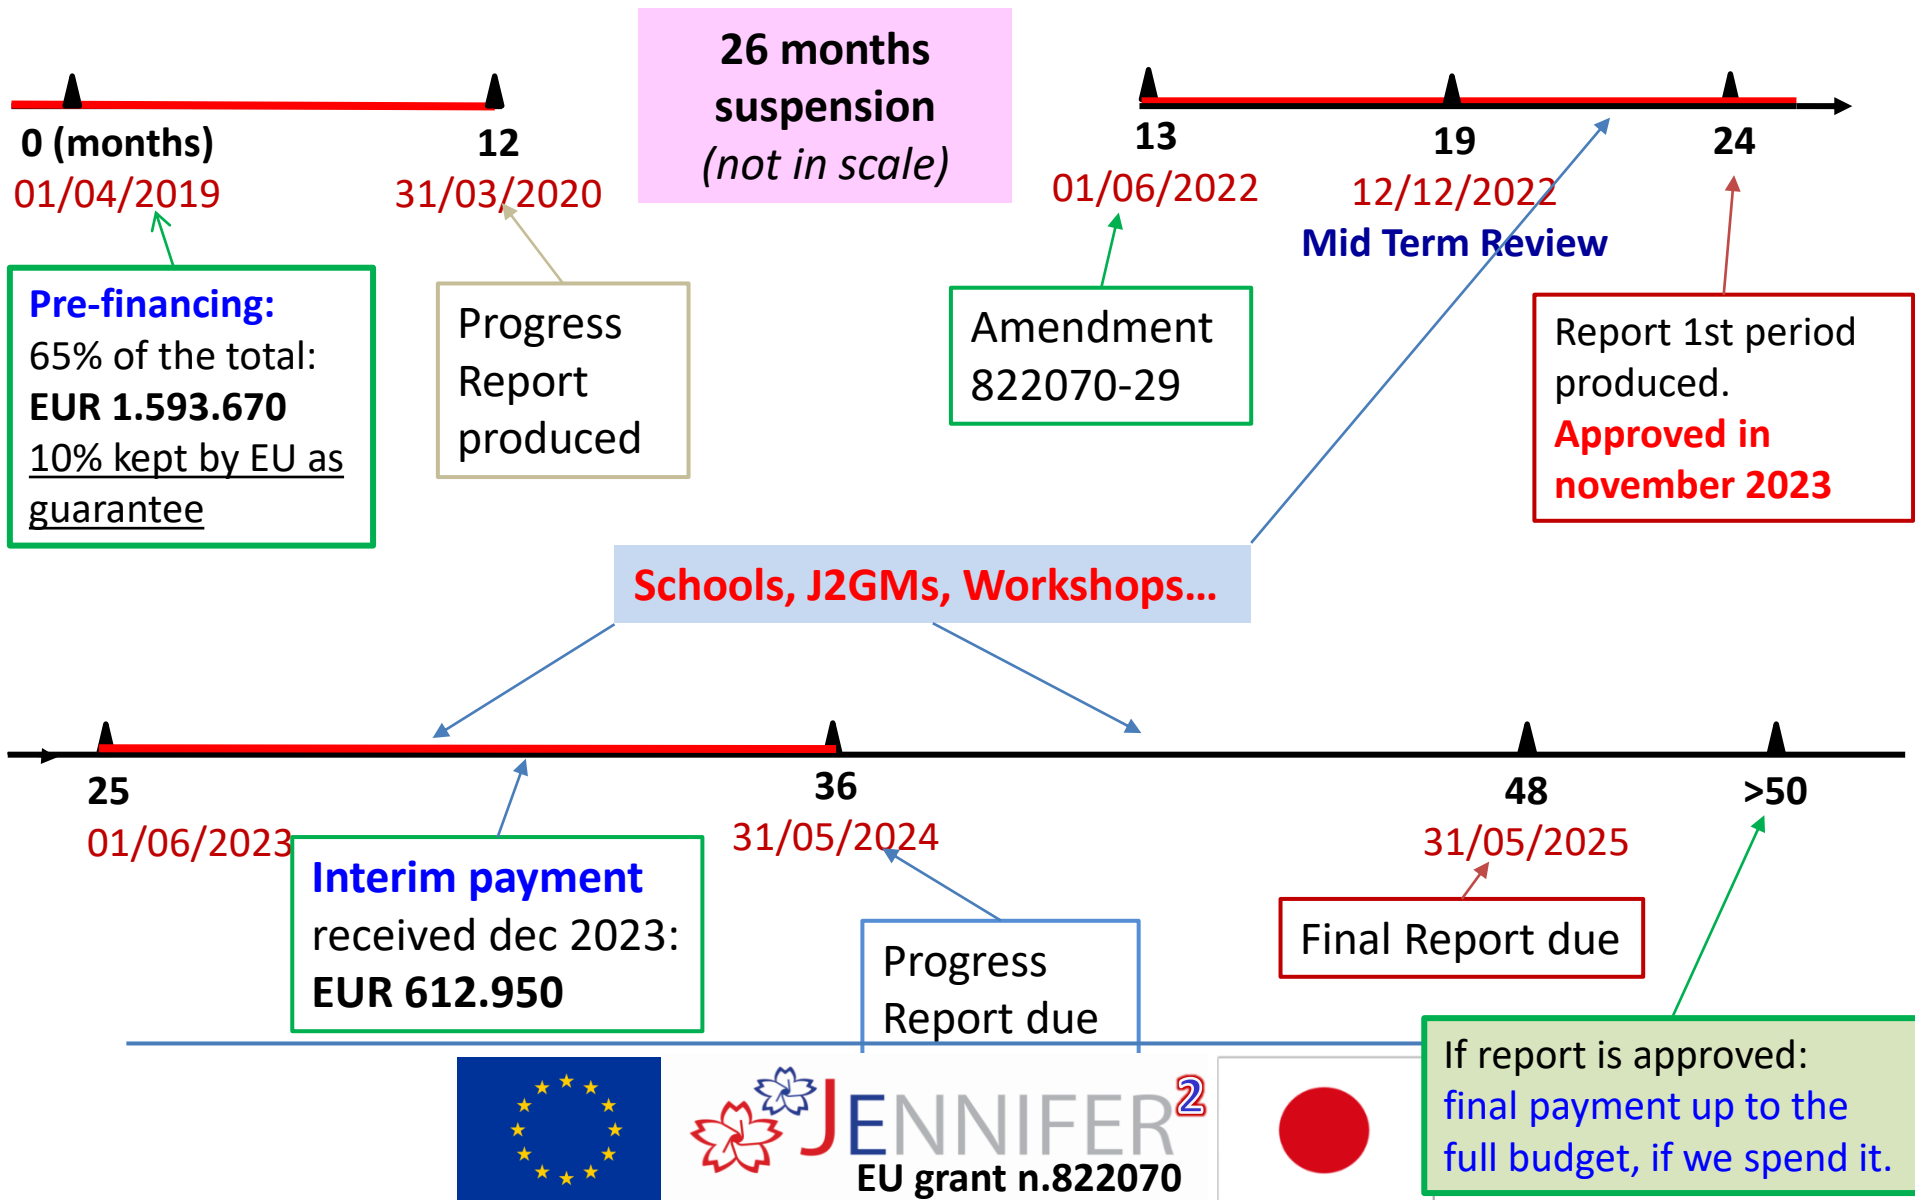 26 months
suspension
(not in scale)
0 (months)
01/04/2019
12
31/03/2020
13
01/06/2022
19
12/12/2022
Mid Term Review
24
Pre-financing:
65% of the total:
EUR 1.593.670
10% kept by EU as
guarantee
Progress
Report
produced
Amendment
822070-29
Report 1st period
produced.
Approved in
november 2023
Schools, J2GMs, Workshops...
25
01/06/2023
36
31/05/2024
48
31/05/2025
>50
Interim payment
received dec 2023:
EUR 612.950
Progress
Report due
Final Report due
If report is approved:
final payment up to the
full budget, if we spend it.
JENNIFER2
EU grant n.822070